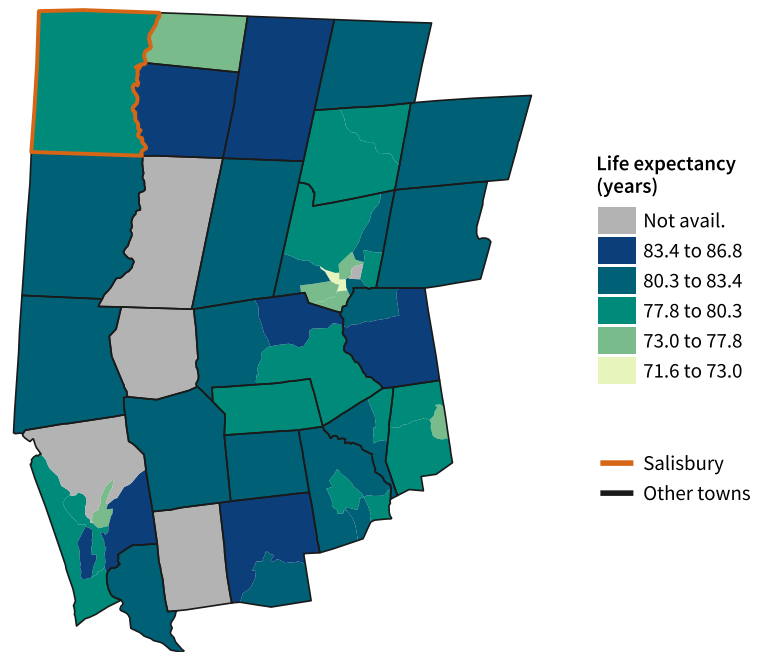 Life expectancy
(years)
Not avail.
83.4 to 86.8
80.3 to 83.4
77.8 to 80.3
73.0 to 77.8
71.6 to 73.0
Salisbury
Other towns